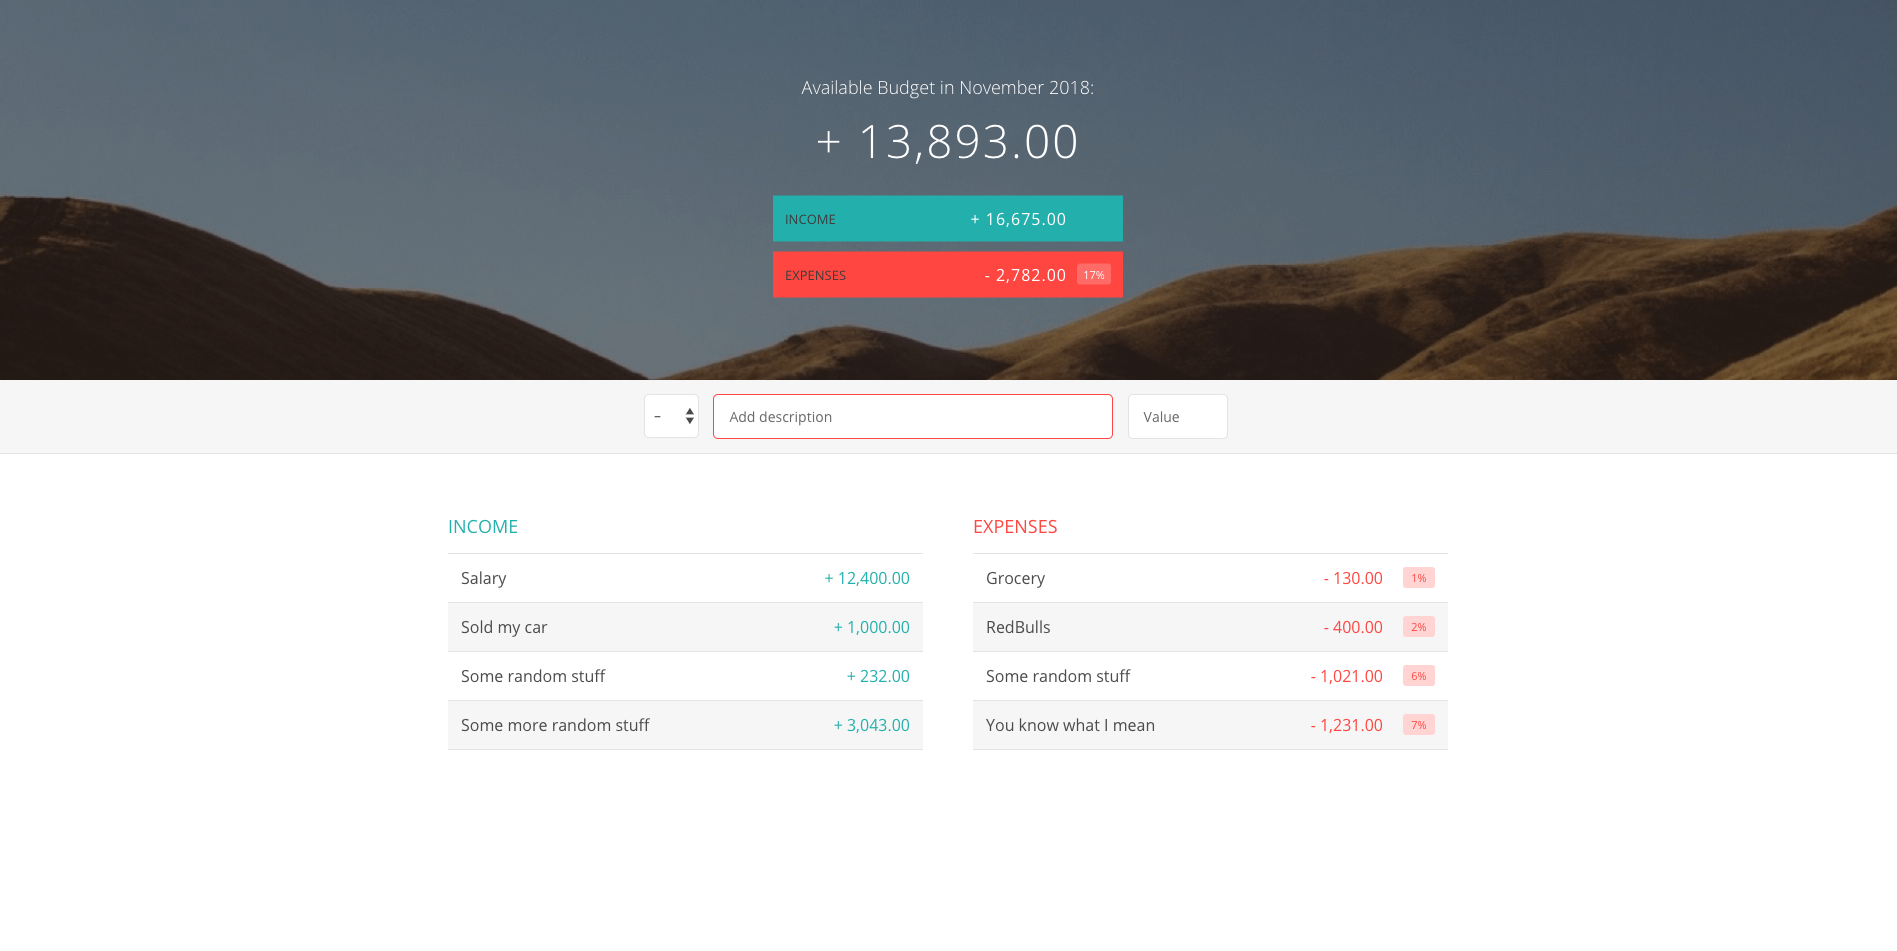 Available Budget in November 2018:
+ 13,893.00
INCOME + 16,675.00
EXPENSES - 2,782.00 17%
– Add description Value
INCOME
Salary + 12,400.00
Sold my car + 1,000.00
Some random stuff + 232.00
Some more random stuff + 3,043.00
EXPENSES
Grocery - 130.00 1%
RedBulls - 400.00 2%
Some random stuff - 1,021.00 6%
You know what I mean - 1,231.00 7%